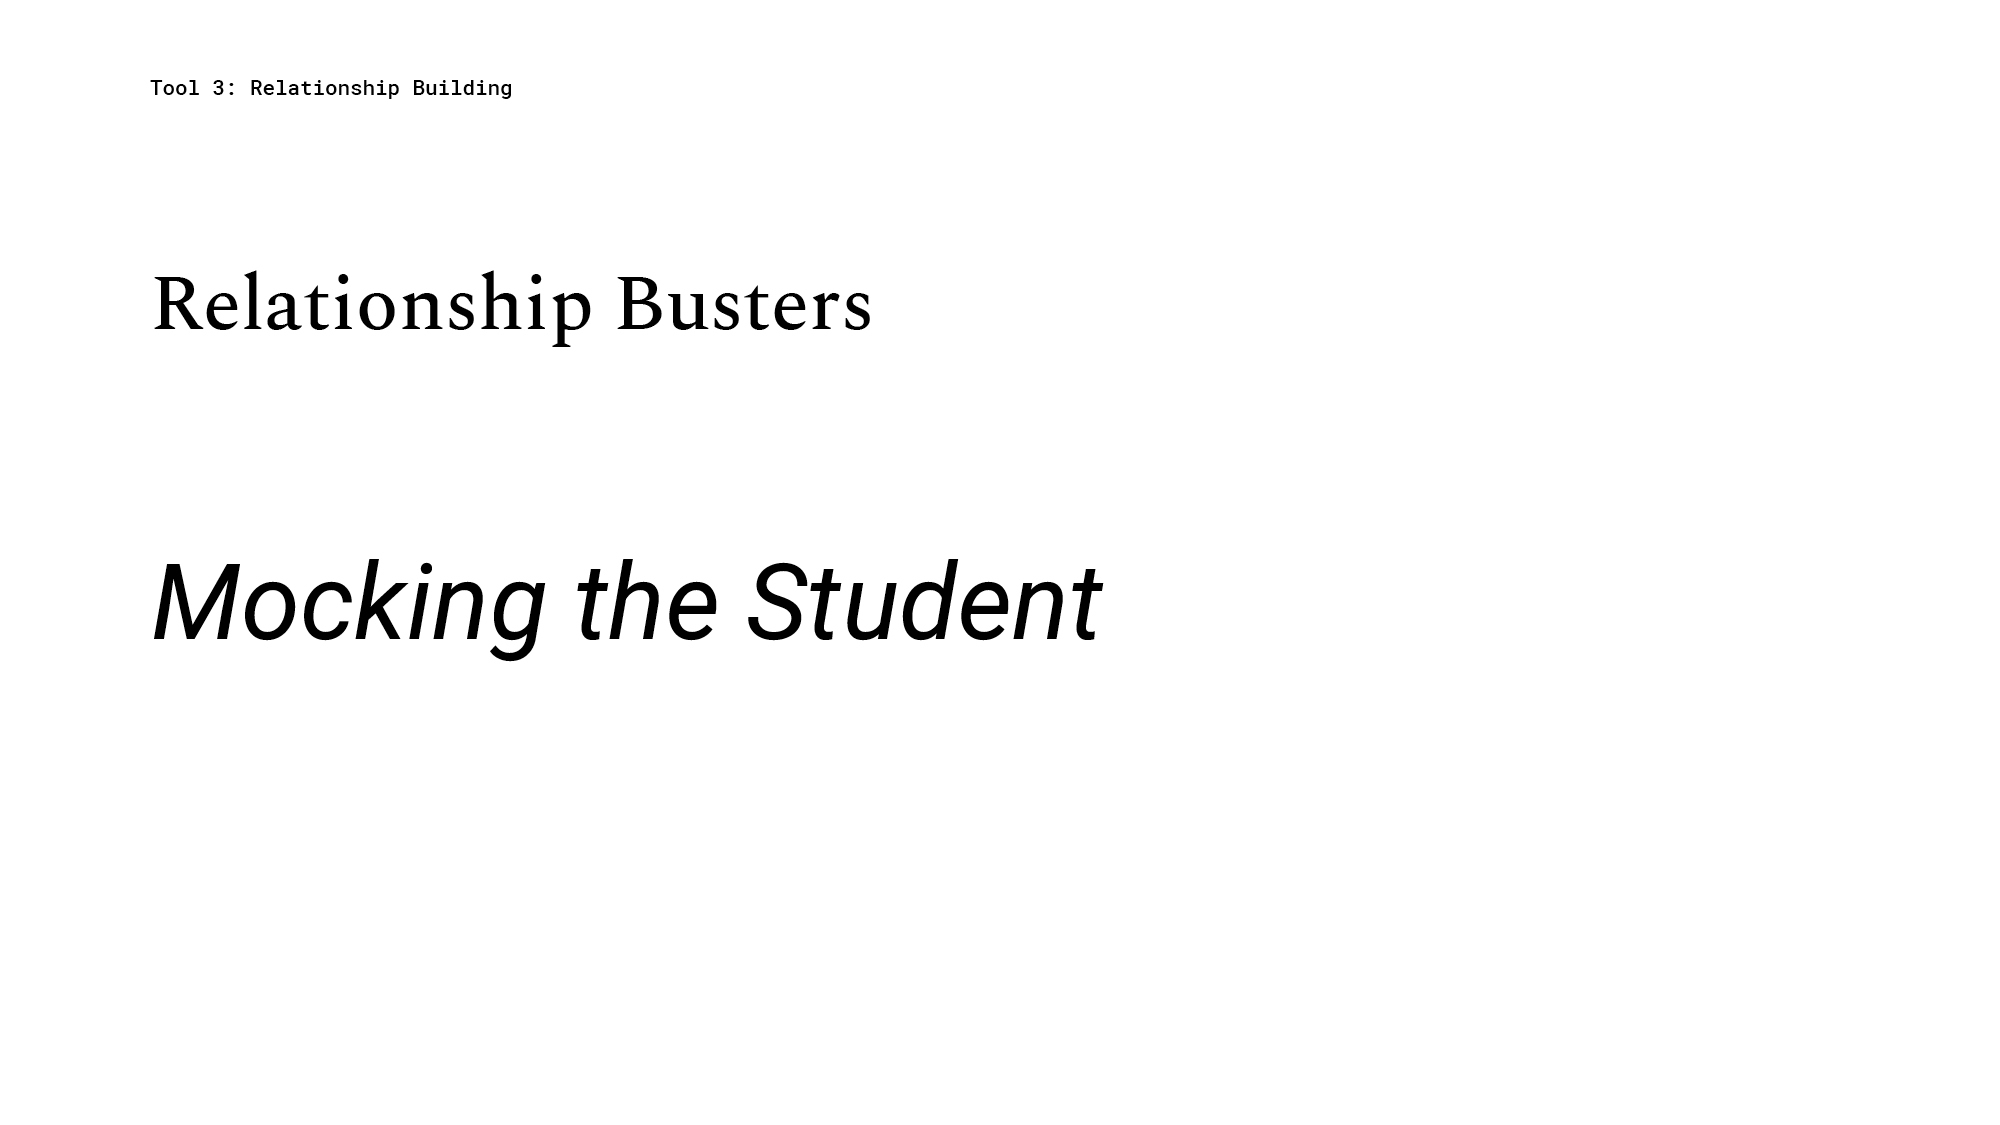 Tool 3: Relationship Building
Relationship Busters
Mocking the Student